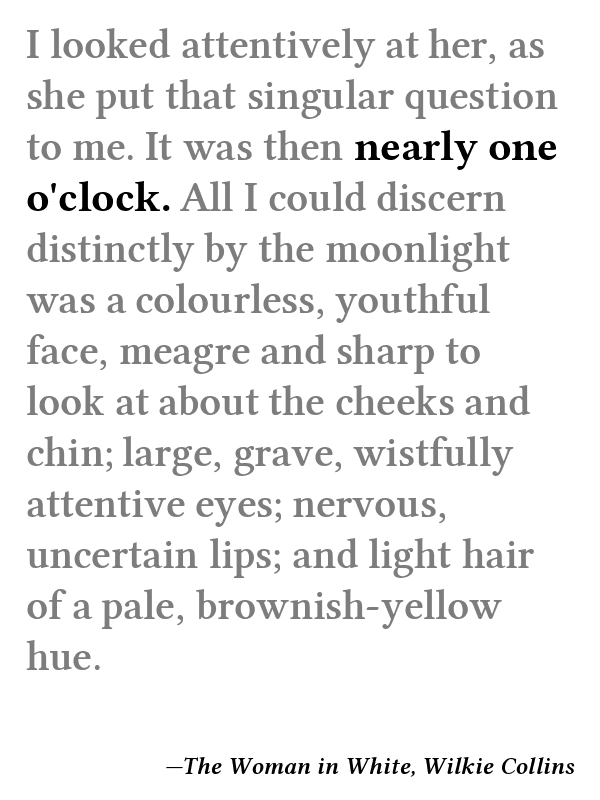 I looked attentively at her, as
she put that singular question
to me. It was then nearly one
o'clock. All I could discern
distinctly by the moonlight
was a colourless, youthful
face, meagre and sharp to
look at about the cheeks and
chin; large, grave, wistfully
attentive eyes; nervous,
uncertain lips; and light hair
of a pale, brownish-yellow
hue.
—The Woman in White, Wilkie Collins